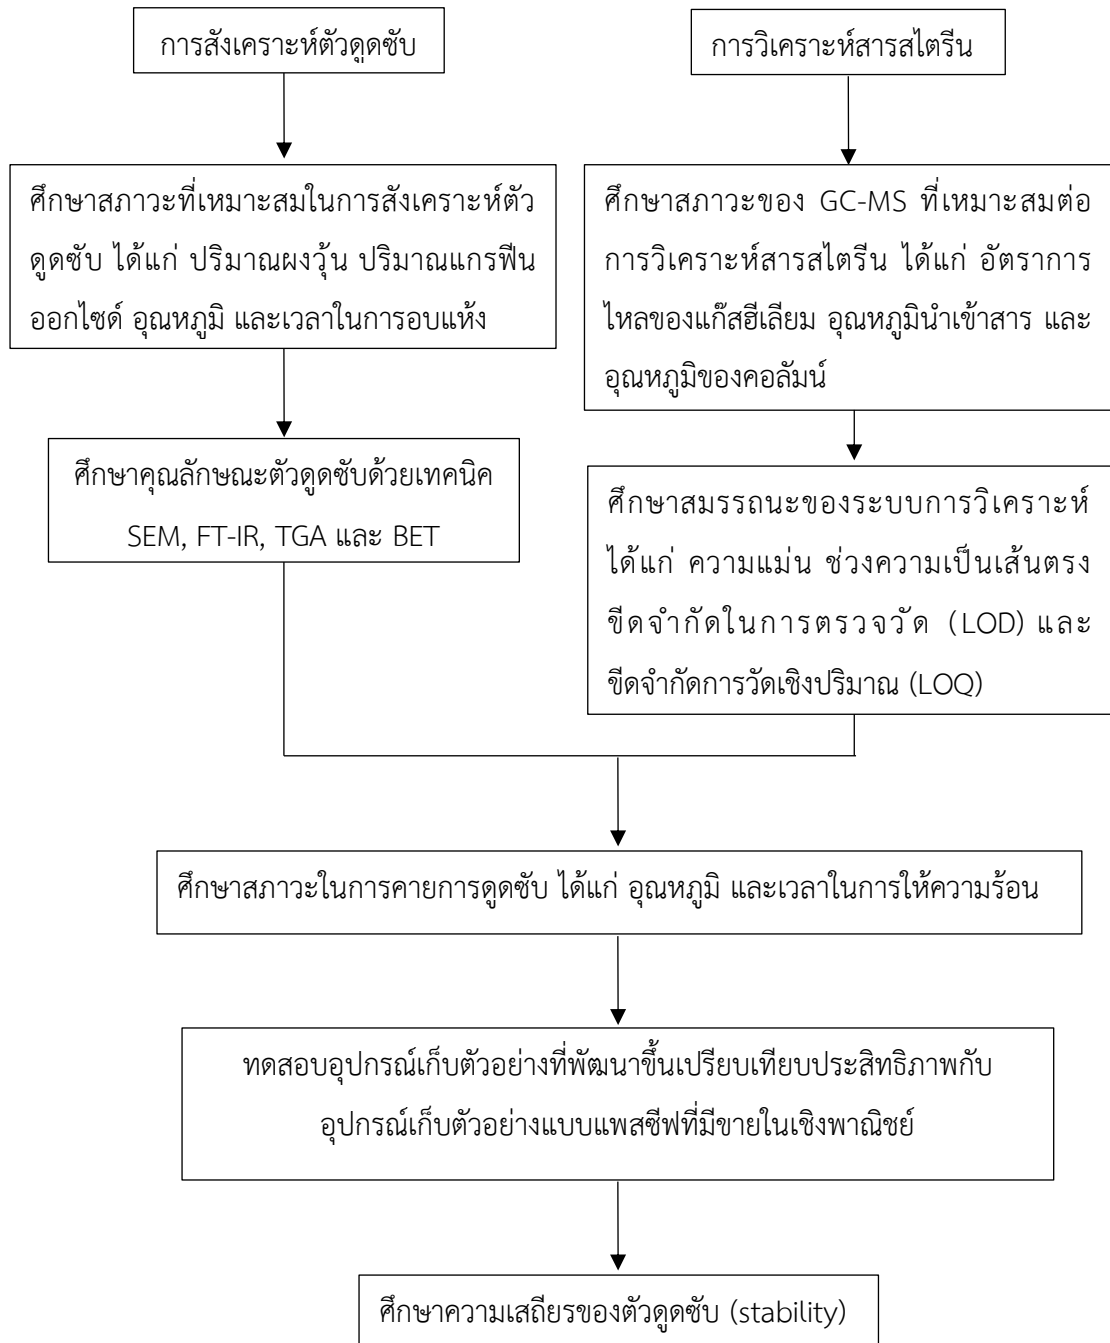 การสังเคราะห์ตัวดูดซับ
การวิเคราะห์สารสไตรีน
ศึกษาสภาวะที่เหมาะสมในการสังเคราะห์ตัว
ดูดซับ ได้แก่ ปริมาณผงวุ้น ปริมาณแกรฟีน
ออกไซด์ อุณหภูมิ และเวลาในการอบแห้ง
ศึกษาสภาวะของ GC-MS ที่เหมาะสมต่อ
การวิเคราะห์สารสไตรีน ได้แก่ อัตราการ
ไหลของแก๊สฮีเลียม อุณหภูมินำเข้าสาร และ
อุณหภูมิของคอลัมน์
ศึกษาคุณลักษณะตัวดูดซับด้วยเทคนิค
SEM, FT-IR, TGA และ BET
ศึกษาสมรรถนะของระบบการวิเคราะห์
ได้แก่ ความแม่น ช่วงความเป็นเส้นตรง
ขีดจำกัดในการตรวจวัด (LOD) และ
ขีดจำกัดการวัดเชิงปริมาณ (LOQ)
ศึกษาสภาวะในการคายการดูดซับ ได้แก่ อุณหภูมิ และเวลาในการให้ความร้อน
ทดสอบอุปกรณ์เก็บตัวอย่างที่พัฒนาขึ้นเปรียบเทียบประสิทธิภาพกับ
อุปกรณ์เก็บตัวอย่างแบบแพสซีฟที่มีขายในเชิงพาณิชย์
ศึกษาความเสถียรของตัวดูดซับ (stability)